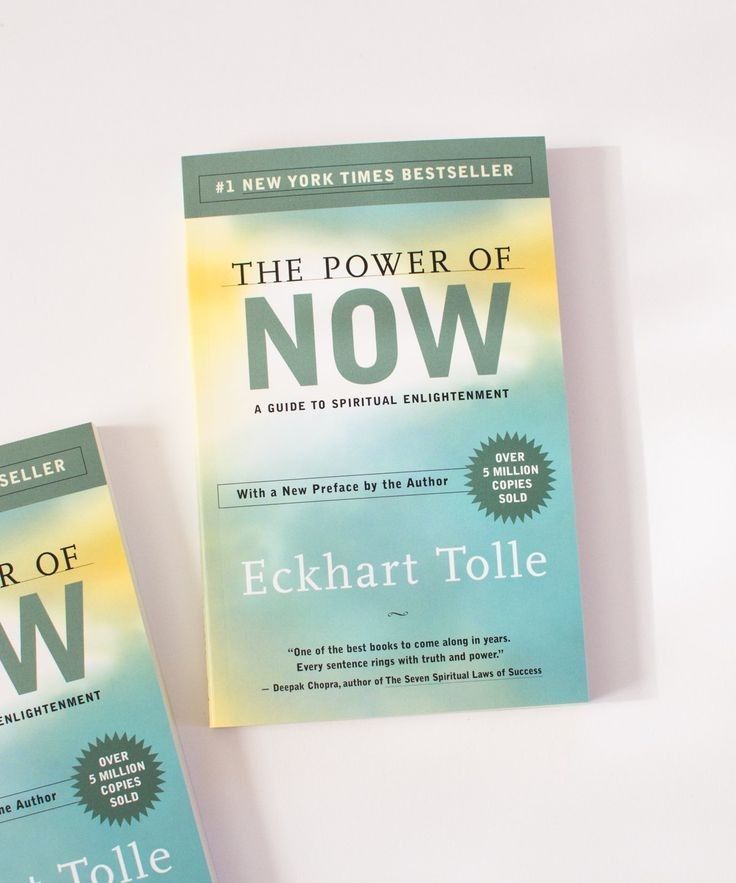 #1 NEW YORK TIMES BESTSELLER
THE POWER OF
NOW
A GUIDE TO SPIRITUAL ENLIGHTENMENT
With a New Preface by the Author
OVER
5 MILLION
COPIES
SOLD
Eckhart Tolle
“One of the best books to come along in years.
Every sentence rings with truth and power.”
— Deepak Chopra, author of The Seven Spiritual Laws of Success
SELLER
R OF
W
ENLIGHTENMENT
ne Author
OVER
5 MILLION
COPIES
SOLD
t Tolle